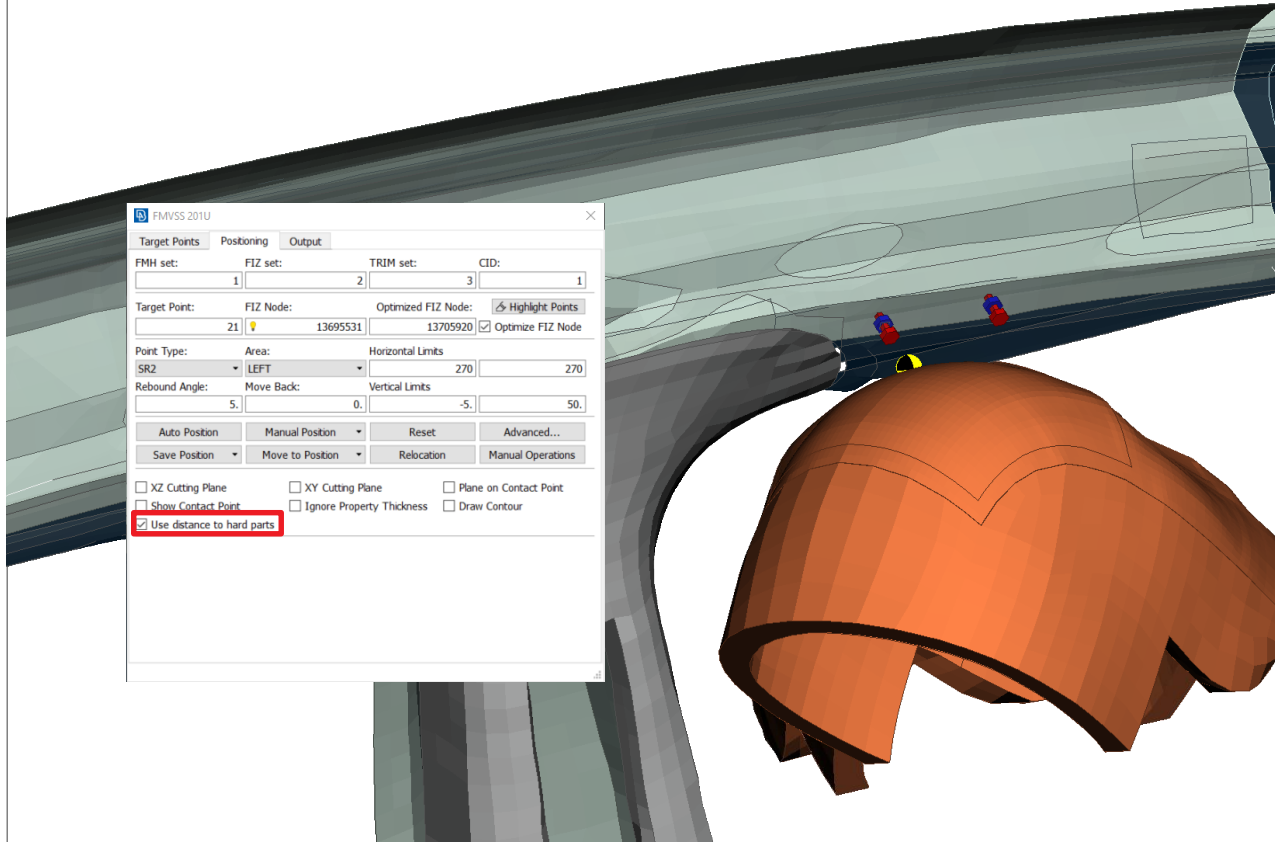 FMVSS 201U
Target Points Positioning Output
FMH set: FIZ set: TRIM set: CID:
1 2 3 1
Target Point: FIZ Node: Optimized FIZ Node: Highlight Points
21 13695531 13705920 Optimize FIZ Node
Point Type: Area: Horizontal Limits
SR2 LEFT 270 270
Rebound Angle: Move Back: Vertical Limits
5. 0. -5. 50.
Auto Position Manual Position Reset Advanced...
Save Position Move to Position Relocation Manual Operations
XZ Cutting Plane XY Cutting Plane Plane on Contact Point
Show Contact Point Ignore Property Thickness Draw Contour
Use distance to hard parts